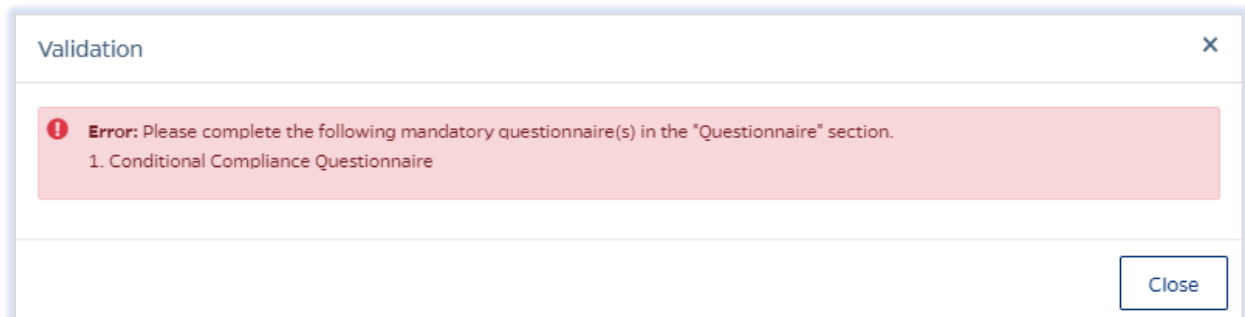 Validation
Error: Please complete the following mandatory questionnaire(s) in the "Questionnaire" section.
1. Conditional Compliance Questionnaire
Close